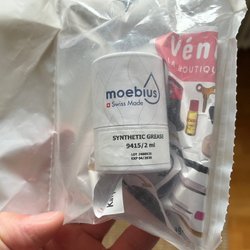 moebius
Swiss Made
SYNTHETIC GREASE
9415/2 ml
Vén
LA BOUTIQU